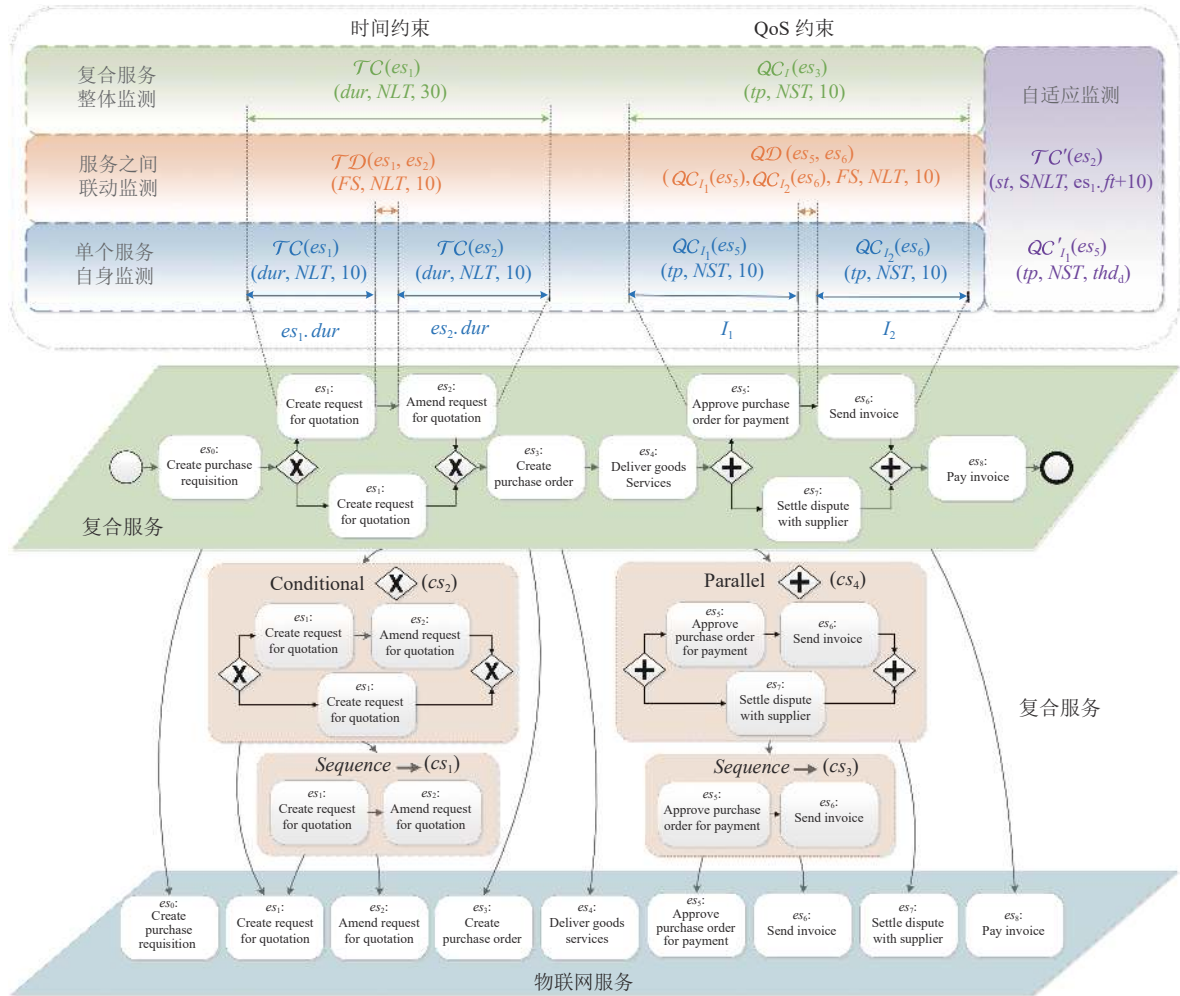 时间约束
QoS 约束
复合服务
整体监测
TC(es₁)
(dur, NLT, 30)
QC_I(es₃)
(tp, NST, 10)
自适应监测
服务之间
联动监测
TD(es₁, es₂)
(FS, NLT, 10)
QD(es₅, es₆)
(QC_I₁(es₅), QC_I₂(es₆), FS, NLT, 10)
TC′(es₂)
(st, SNLT, es₁.ft+10)
单个服务
自身监测
TC(es₁)
(dur, NLT, 10)
TC(es₂)
(dur, NLT, 10)
QC_I₁(es₅)
(tp, NST, 10)
QC_I₂(es₆)
(tp, NST, 10)
QC′_I₁(es₅)
(tp, NST, thd_d)
es₁.dur
es₂.dur
I₁
I₂
es₁:
Create request
for quotation
es₂:
Amend request
for quotation
es₅:
Approve purchase
order for payment
es₆:
Send invoice
es₀:
Create purchase
requisition
es₃:
Create
purchase order
es₄:
Deliver goods
Services
es₈:
Pay invoice
es₁:
Create request
for quotation
es₇:
Settle dispute
with supplier
复合服务
Conditional X (cs₂)
es₁:
Create request
for quotation
es₂:
Amend request
for quotation
es₁:
Create request
for quotation
Parallel + (cs₄)
es₅:
Approve
purchase order
for payment
es₆:
Send invoice
es₇:
Settle dispute
with supplier
复合服务
Sequence → (cs₁)
es₁:
Create request
for quotation
es₂:
Amend request
for quotation
Sequence → (cs₃)
es₅:
Approve purchase
order for payment
es₆:
Send invoice
es₀:
Create
purchase
requisition
es₁:
Create request
for quotation
es₂:
Amend request
for quotation
es₃:
Create
purchase order
es₄:
Deliver goods
services
es₅:
Approve
purchase order
for payment
es₆:
Send invoice
es₇:
Settle dispute
with supplier
es₈:
Pay invoice
物联网服务